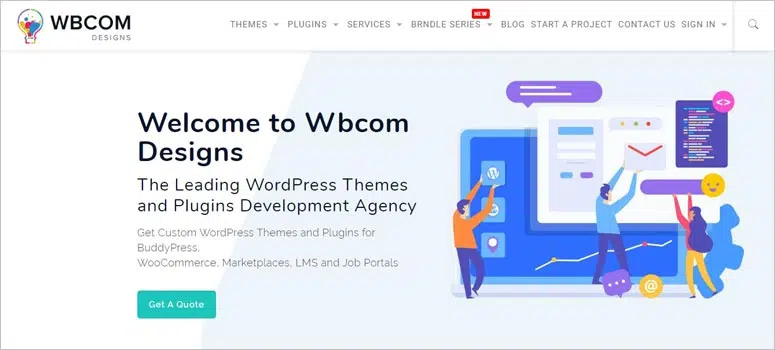 WBCOM
DESIGNS
THEMES PLUGINS SERVICES BRNDLE SERIES NEW BLOG START A PROJECT CONTACT US SIGN IN
Welcome to Wbcom
Designs
The Leading WordPress Themes
and Plugins Development Agency
Get Custom WordPress Themes and Plugins for
BuddyPress,
WooCommerce, Marketplaces, LMS and Job Portals
Get A Quote